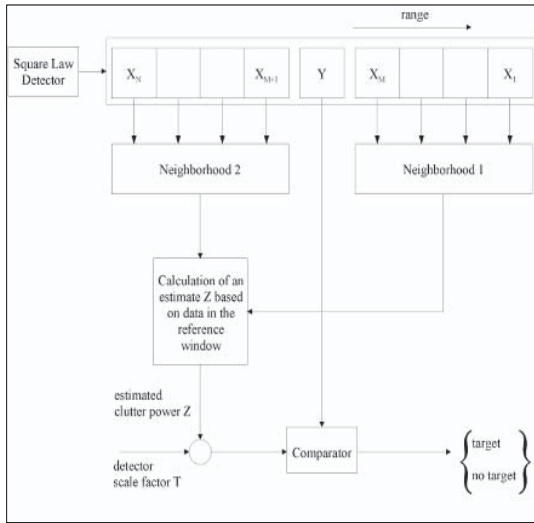 range
Square Law
Detector
X_N X_{M+1} Y X_M X_1
Neighborhood 2 Neighborhood 1
Calculation of an
estimate Z based
on data in the
reference
window
estimated
clutter power Z
detector
scale factor T
Comparator
target
no target